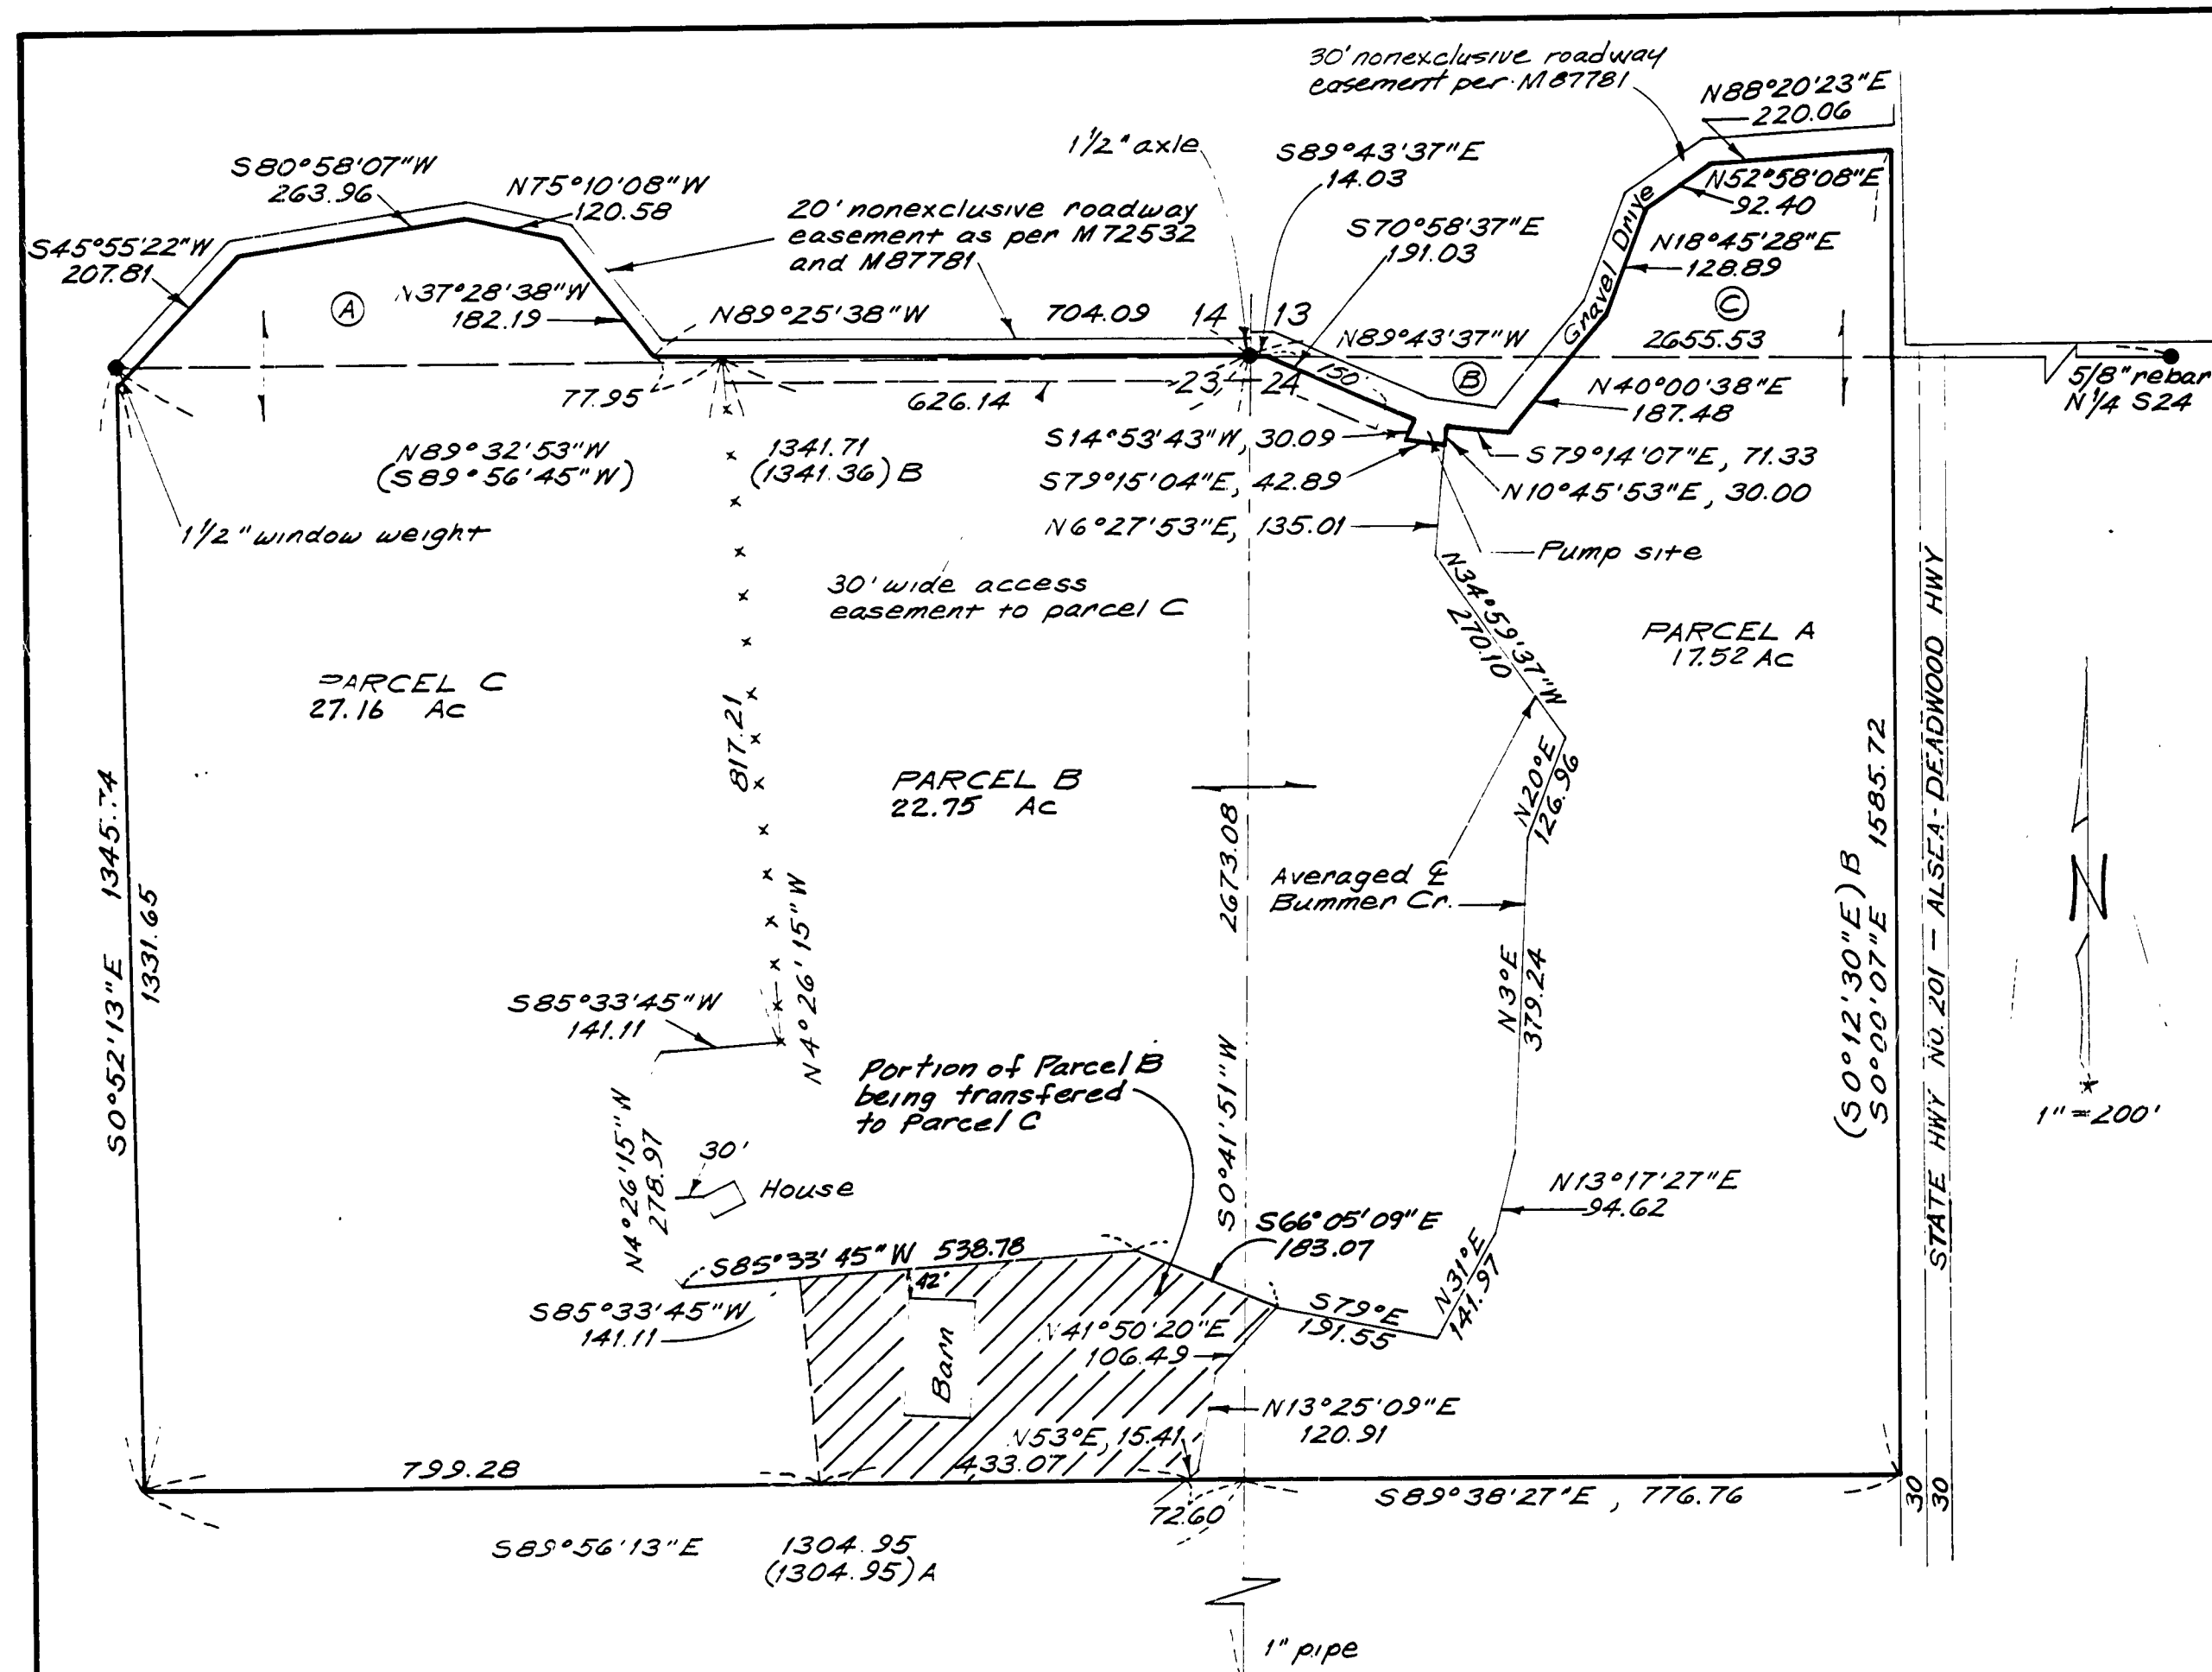 30' nonexclusive roadway
easement per M87781
N88°20'23"E
220.06
1½" axle
S89°43'37"E
14.03
S80°58'07"W
263.96
N75°10'08"W
120.58
20' nonexclusive roadway
easement as per M72532
and M87781
S70°58'37"E
191.03
N52°58'08"E
92.40
Gravel Drive
N18°45'28"E
128.89
S45°55'22"W
207.81
A
N37°28'38"W
182.19
N89°25'38"W
704.09
14
13
N89°43'37"W
C
2655.53
150'
B
23
24
77.95
626.14
N40°00'38"E
187.48
5/8" rebar
N 1/4 S24
N89°32'53"W
(S89°56'45"W)
1341.71
(1341.36) B
S14°53'43"W, 30.09
S79°14'07"E, 71.33
S79°15'04"E, 42.89
N10°45'53"E, 30.00
1½" window weight
N6°27'53"E, 135.01
Pump site
30' wide access
easement to parcel C
N34°59'37"W
270.10
PARCEL A
17.52 Ac
PARCEL C
27.16 Ac
817.21
PARCEL B
22.75 Ac
N20°E
126.96
S0°52'13"E 1345.74
1331.65
2673.08
Averaged ℄
Bummer Cr.
(S0°12'30"E) B
S0°00'07"E 1585.72
STATE HWY NO. 201 - ALSEA-DEADWOOD HWY
N
1" = 200'
N4°26'15"W
N3°E
379.24
S85°33'45"W
141.11
Portion of Parcel B
being transfered
to Parcel C
N4°26'15"W
278.97
30'
House
S0°41'51"W
N13°17'27"E
94.62
S66°05'09"E
183.07
S85°33'45"W 538.78
42'
S85°33'45"W
141.11
Barn
N41°50'20"E
106.49
S79°E
191.55
N31°E
141.97
N13°25'09"E
120.91
N53°E, 15.41
433.07
799.28
72.60
S89°38'27"E, 776.76
30
30
S89°56'13"E
1304.95
(1304.95) A
1" pipe